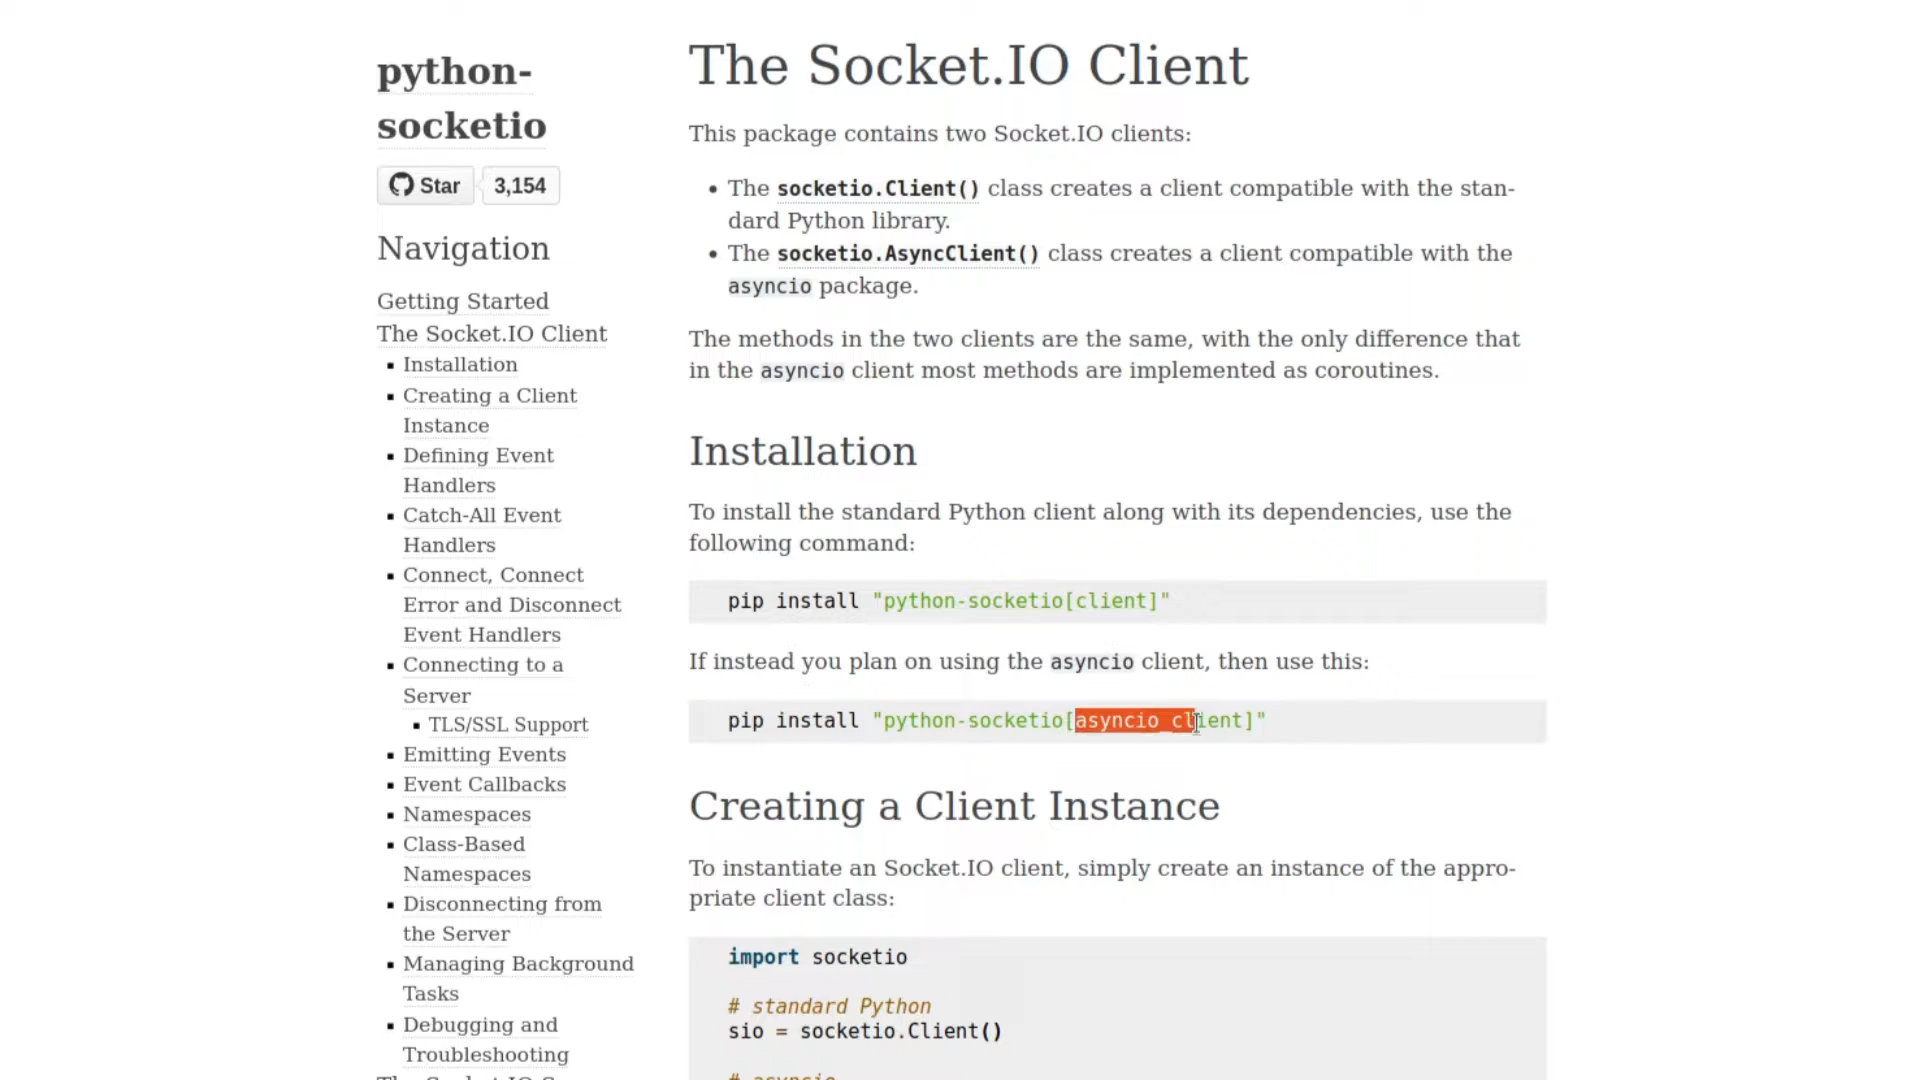 python-
socketio
Star 3,154
Navigation
Getting Started
The Socket.IO Client
Installation
Creating a Client
Instance
Defining Event
Handlers
Catch-All Event
Handlers
Connect, Connect
Error and Disconnect
Event Handlers
Connecting to a
Server
TLS/SSL Support
Emitting Events
Event Callbacks
Namespaces
Class-Based
Namespaces
Disconnecting from
the Server
Managing Background
Tasks
Debugging and
Troubleshooting
The Socket.IO Client
This package contains two Socket.IO clients:
The socketio.Client() class creates a client compatible with the stan-
dard Python library.
The socketio.AsyncClient() class creates a client compatible with the
asyncio package.
The methods in the two clients are the same, with the only difference that
in the asyncio client most methods are implemented as coroutines.
Installation
To install the standard Python client along with its dependencies, use the
following command:
pip install "python-socketio[client]"
If instead you plan on using the asyncio client, then use this:
pip install "python-socketio[asyncio_client]"
Creating a Client Instance
To instantiate an Socket.IO client, simply create an instance of the appro-
priate client class:
import socketio
# standard Python
sio = socketio.Client()